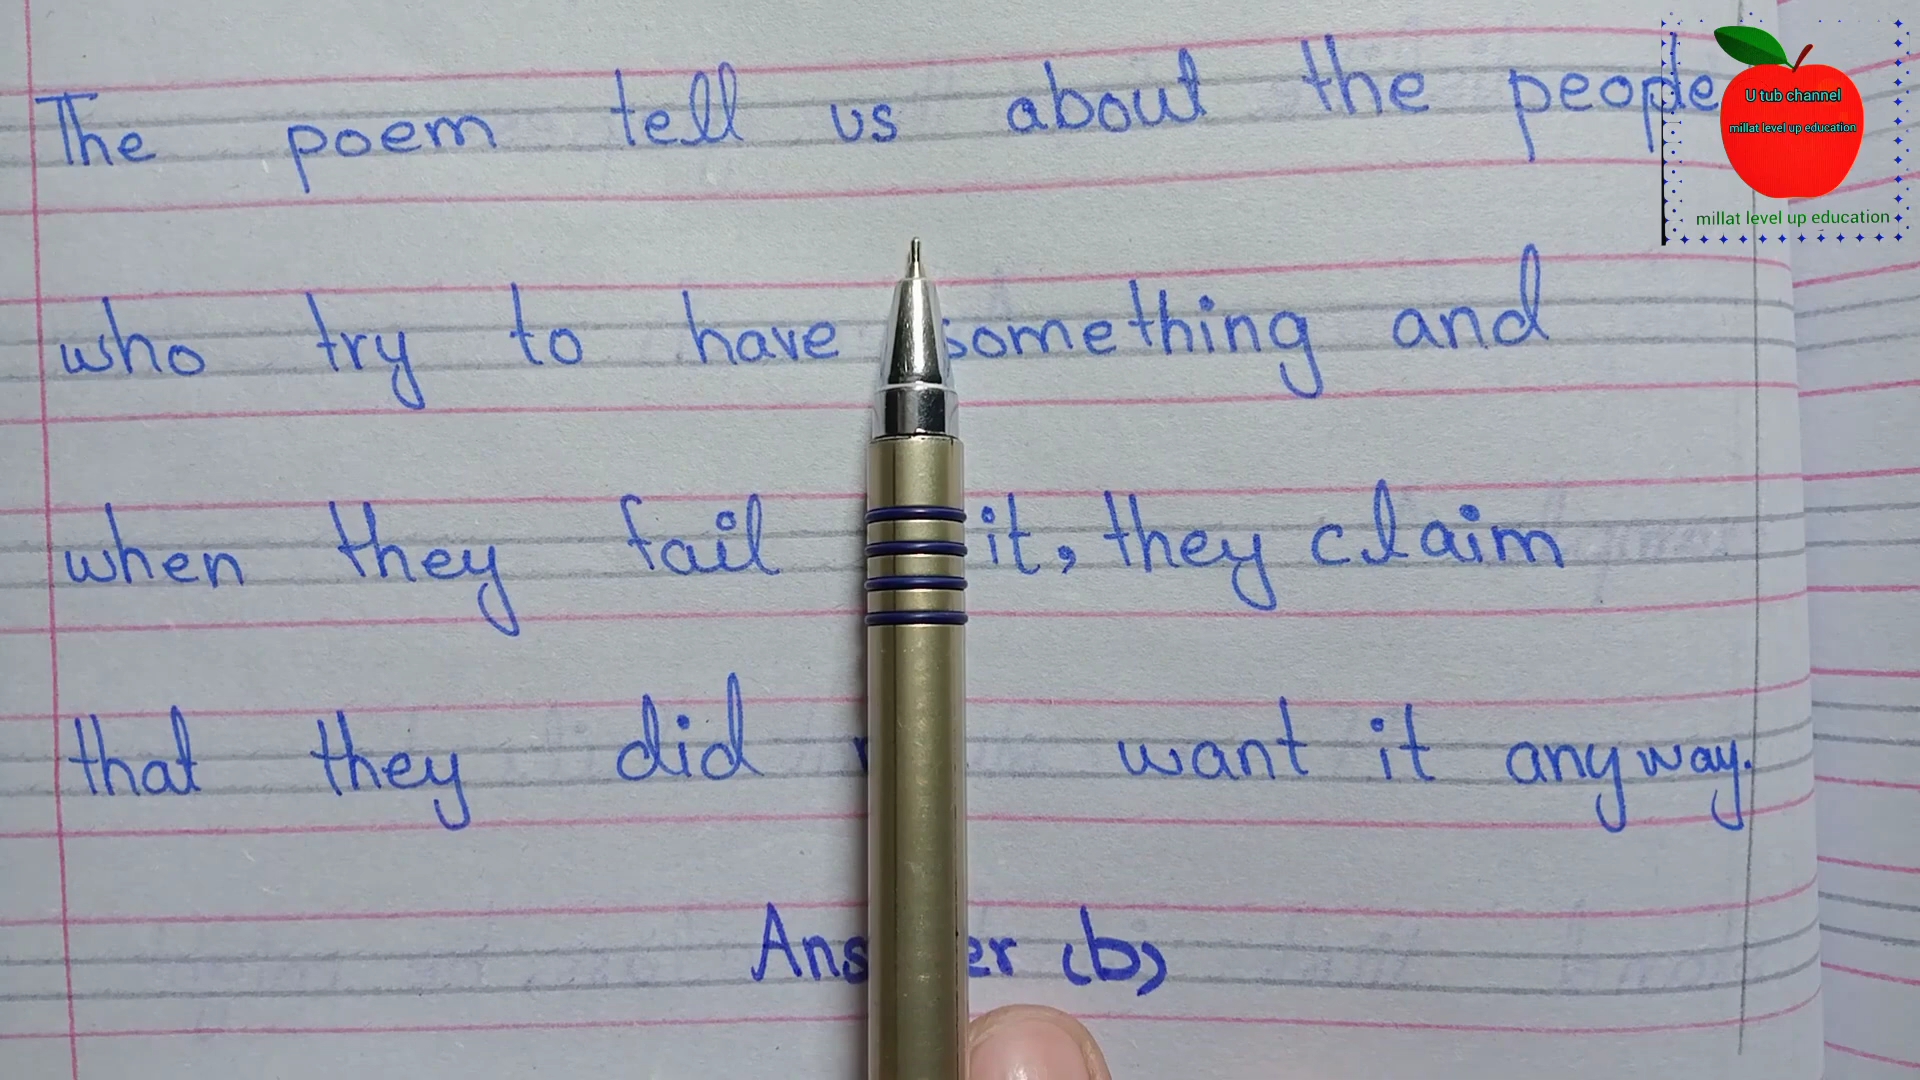 The poem tell us about the people
who try to have something and
when they fail it, they claim
that they did want it anyway.
Answer (b)
U tub channel
millat level up education
millat level up education